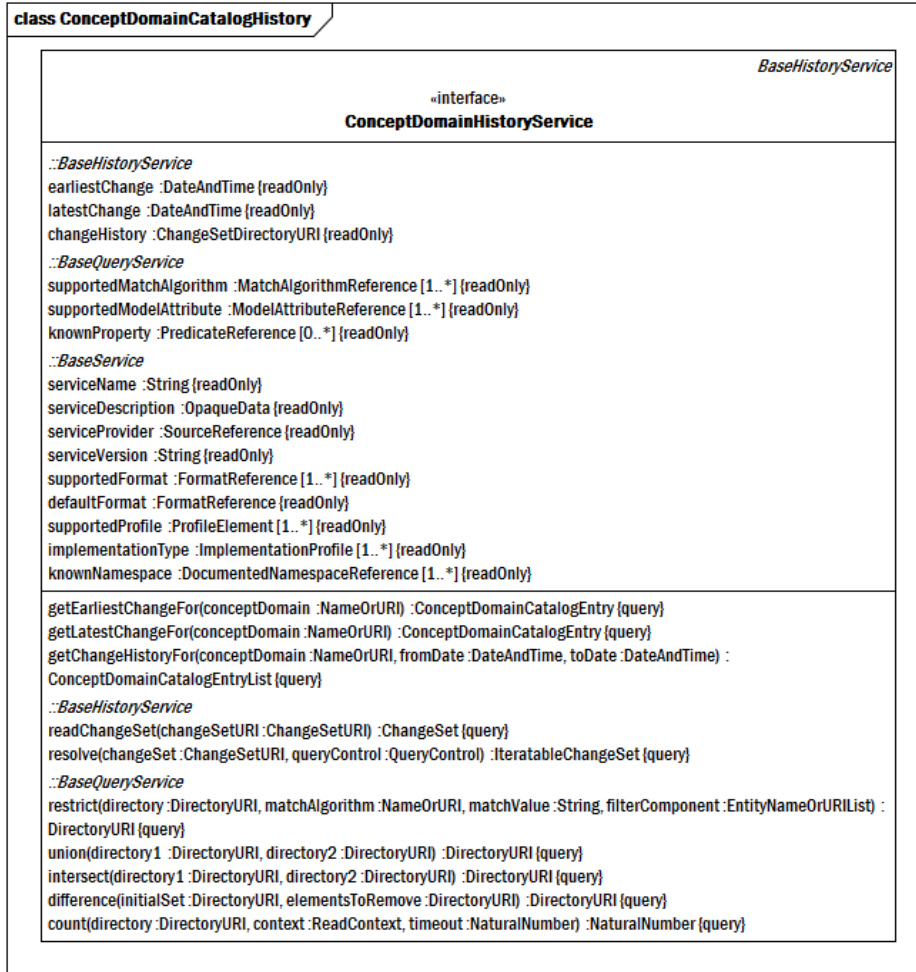 class ConceptDomainCatalogHistory
BaseHistoryService
«interface»
ConceptDomainHistoryService
::BaseHistoryService
earliestChange :DateAndTime {readOnly}
latestChange :DateAndTime {readOnly}
changeHistory :ChangeSetDirectoryURI {readOnly}
::BaseQueryService
supportedMatchAlgorithm :MatchAlgorithmReference [1..*] {readOnly}
supportedModelAttribute :ModelAttributeReference [1..*] {readOnly}
knownProperty :PredicateReference [0..*] {readOnly}
::BaseService
serviceName :String {readOnly}
serviceDescription :OpaqueData {readOnly}
serviceProvider :SourceReference {readOnly}
serviceVersion :String {readOnly}
supportedFormat :FormatReference [1..*] {readOnly}
defaultFormat :FormatReference {readOnly}
supportedProfile :ProfileElement [1..*] {readOnly}
implementationType :ImplementationProfile [1..*] {readOnly}
knownNamespace :DocumentedNamespaceReference [1..*] {readOnly}
getEarliestChangeFor(conceptDomain :NameOrURI) :ConceptDomainCatalogEntry {query}
getLatestChangeFor(conceptDomain :NameOrURI) :ConceptDomainCatalogEntry {query}
getChangeHistoryFor(conceptDomain :NameOrURI, fromDate :DateAndTime, toDate :DateAndTime) :
ConceptDomainCatalogEntryList {query}
::BaseHistoryService
readChangeSet(changeSetURI :ChangeSetURI) :ChangeSet {query}
resolve(changeSet :ChangeSetURI, queryControl :QueryControl) :IteratableChangeSet {query}
::BaseQueryService
restrict(directory :DirectoryURI, matchAlgorithm :NameOrURI, matchValue :String, filterComponent :EntityNameOrURIList) :
DirectoryURI {query}
union(directory1 :DirectoryURI, directory2 :DirectoryURI) :DirectoryURI {query}
intersect(directory1 :DirectoryURI, directory2 :DirectoryURI) :DirectoryURI {query}
difference(initialSet :DirectoryURI, elementsToRemove :DirectoryURI) :DirectoryURI {query}
count(directory :DirectoryURI, context :ReadContext, timeout :NaturalNumber) :NaturalNumber {query}